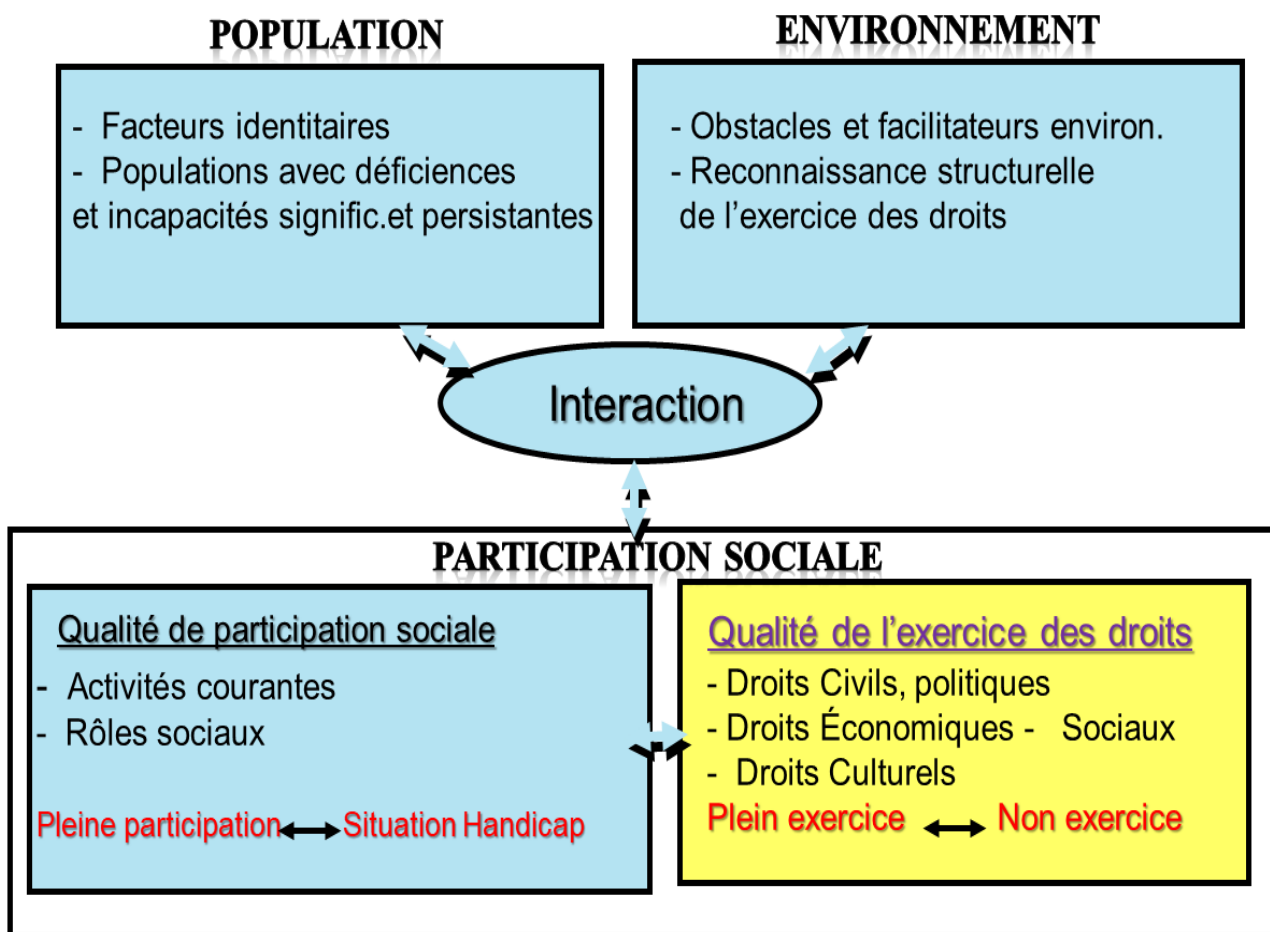 POPULATION
- Facteurs identitaires
- Populations avec déficiences
et incapacités signific.et persistantes
ENVIRONNEMENT
- Obstacles et facilitateurs environ.
- Reconnaissance structurelle
de l’exercice des droits
Interaction
PARTICIPATION SOCIALE
Qualité de participation sociale
- Activités courantes
- Rôles sociaux
Pleine participation Situation Handicap
Qualité de l’exercice des droits
- Droits Civils, politiques
- Droits Économiques - Sociaux
- Droits Culturels
Plein exercice Non exercice